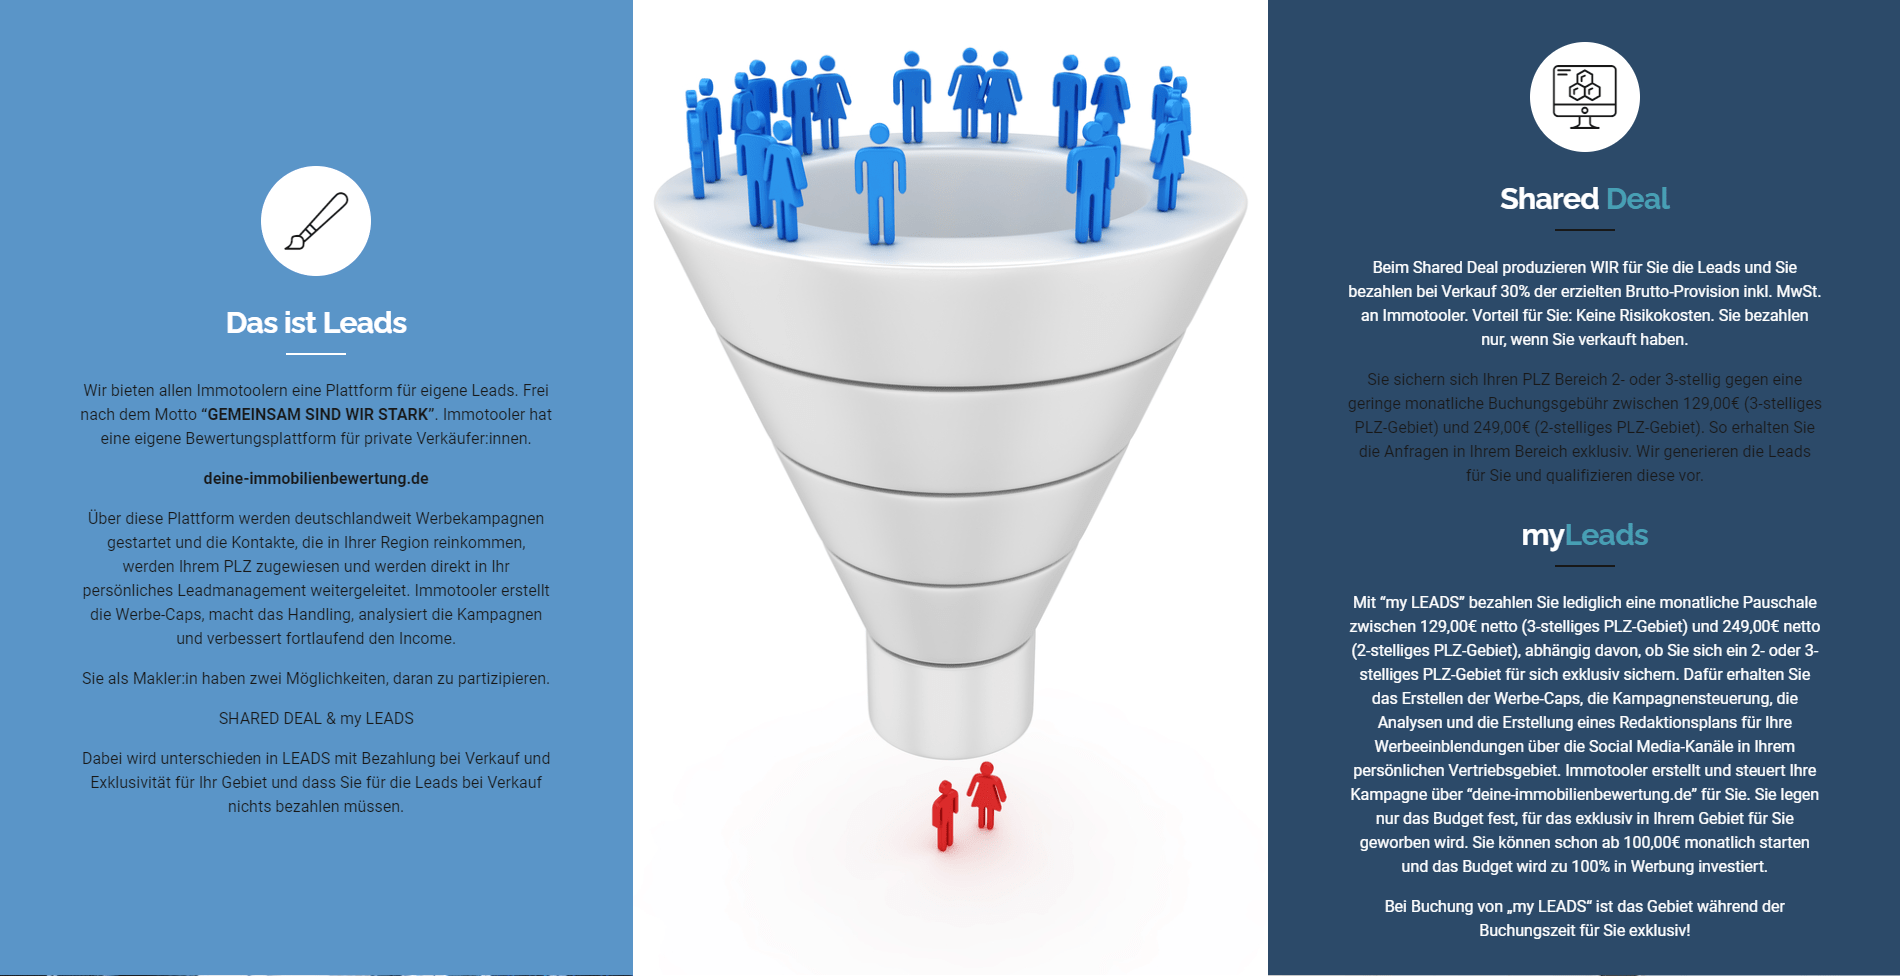 Das ist Leads
Wir bieten allen Immotoolern eine Plattform für eigene Leads. Frei
nach dem Motto “GEMEINSAM SIND WIR STARK”. Immotooler hat
eine eigene Bewertungsplattform für private Verkäufer:innen.
deine-immobilienbewertung.de
Über diese Plattform werden deutschlandweit Werbekampagnen
gestartet und die Kontakte, die in Ihrer Region reinkommen,
werden Ihrem PLZ zugewiesen und werden direkt in Ihr
persönliches Leadmanagement weitergeleitet. Immotooler erstellt
die Werbe-Caps, macht das Handling, analysiert die Kampagnen
und verbessert fortlaufend den Income.
Sie als Makler:in haben zwei Möglichkeiten, daran zu partizipieren.
SHARED DEAL & my LEADS
Dabei wird unterschieden in LEADS mit Bezahlung bei Verkauf und
Exklusivität für Ihr Gebiet und dass Sie für die Leads bei Verkauf
nichts bezahlen müssen.
Shared Deal
Beim Shared Deal produzieren WIR für Sie die Leads und Sie
bezahlen bei Verkauf 30% der erzielten Brutto-Provision inkl. MwSt.
an Immotooler. Vorteil für Sie: Keine Risikokosten. Sie bezahlen
nur, wenn Sie verkauft haben.
Sie sichern sich Ihren PLZ Bereich 2- oder 3-stellig gegen eine
geringe monatliche Buchungsgebühr zwischen 129,00€ (3-stelliges
PLZ-Gebiet) und 249,00€ (2-stelliges PLZ-Gebiet). So erhalten Sie
die Anfragen in Ihrem Bereich exklusiv. Wir generieren die Leads
für Sie und qualifizieren diese vor.
myLeads
Mit “my LEADS” bezahlen Sie lediglich eine monatliche Pauschale
zwischen 129,00€ netto (3-stelliges PLZ-Gebiet) und 249,00€ netto
(2-stelliges PLZ-Gebiet), abhängig davon, ob Sie sich ein 2- oder 3-
stelliges PLZ-Gebiet für sich exklusiv sichern. Dafür erhalten Sie
das Erstellen der Werbe-Caps, die Kampagnensteuerung, die
Analysen und die Erstellung eines Redaktionsplans für Ihre
Werbeeinblendungen über die Social Media-Kanäle in Ihrem
persönlichen Vertriebsgebiet. Immotooler erstellt und steuert Ihre
Kampagne über “deine-immobilienbewertung.de” für Sie. Sie legen
nur das Budget fest, für das exklusiv in Ihrem Gebiet für Sie
geworben wird. Sie können schon ab 100,00€ monatlich starten
und das Budget wird zu 100% in Werbung investiert.
Bei Buchung von „my LEADS“ ist das Gebiet während der
Buchungszeit für Sie exklusiv!